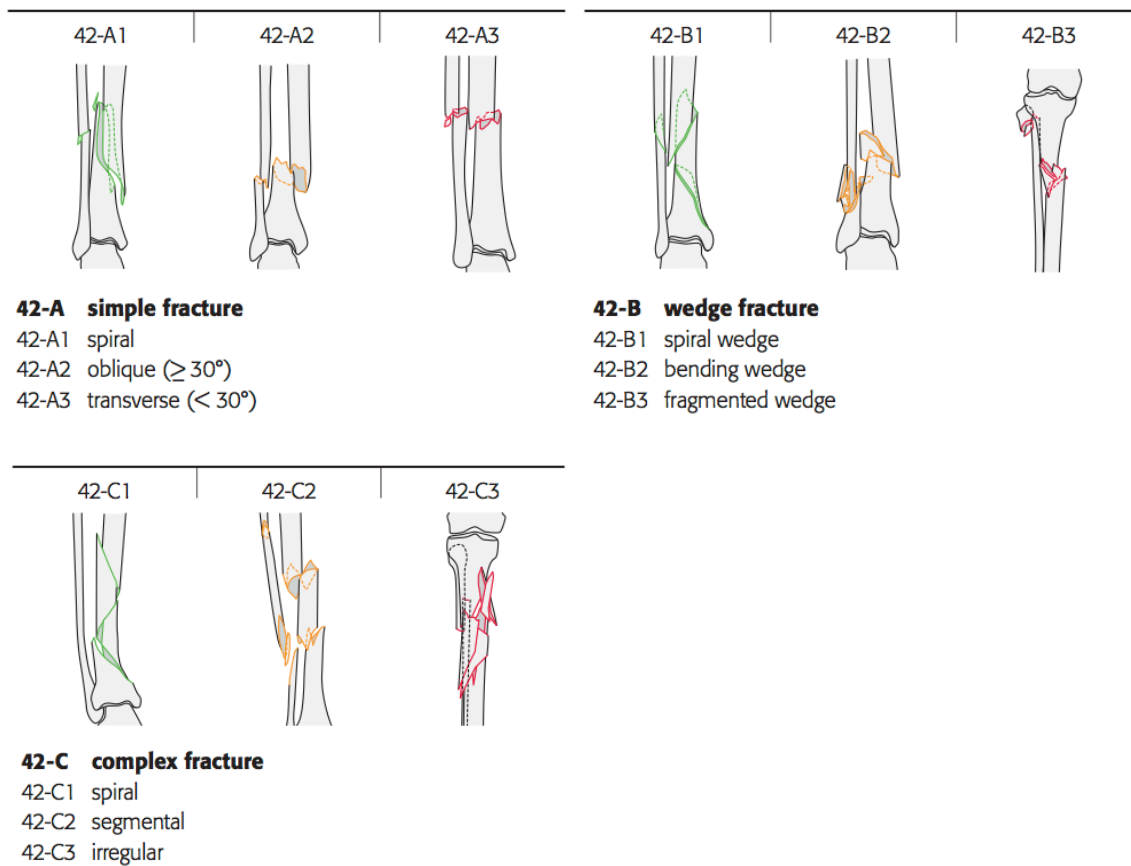 42-A1 42-A2 42-A3
42-B1 42-B2 42-B3
42-A simple fracture
42-A1 spiral
42-A2 oblique (≥ 30°)
42-A3 transverse (< 30°)
42-B wedge fracture
42-B1 spiral wedge
42-B2 bending wedge
42-B3 fragmented wedge
42-C1 42-C2 42-C3
42-C complex fracture
42-C1 spiral
42-C2 segmental
42-C3 irregular